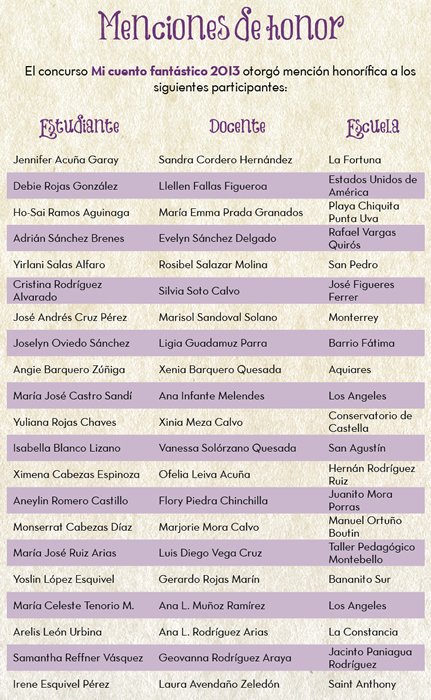 Menciones de honor
El concurso Mi cuento fantástico 2013 otorgó mención honorífica a los
siguientes participantes:
Estudiante Docente Escuela
Jennifer Acuña Garay Sandra Cordero Hernández La Fortuna
Debie Rojas González Llellen Fallas Figueroa Estados Unidos de
América
Ho-Sai Ramos Aguinaga María Emma Prada Granados Playa Chiquita
Punta Uva
Adrián Sánchez Brenes Evelyn Sánchez Delgado Rafael Vargas
Quirós
Yirlani Salas Alfaro Rosibel Salazar Molina San Pedro
Cristina Rodríguez
Alvarado Silvia Soto Calvo José Figueres
Ferrer
José Andrés Cruz Pérez Marisol Sandoval Solano Monterrey
Joselyn Oviedo Sánchez Ligia Guadamuz Parra Barrio Fátima
Angie Barquero Zúñiga Xenia Barquero Quesada Aquiares
María José Castro Sandí Ana Infante Melendes Los Angeles
Yuliana Rojas Chaves Xinia Meza Calvo Conservatorio de
Castella
Isabella Blanco Lizano Vanessa Solórzano Quesada San Agustín
Ximena Cabezas Espinoza Ofelia Leiva Acuña Hernán Rodríguez
Ruiz
Aneylin Romero Castillo Flory Piedra Chinchilla Juanito Mora
Porras
Monserrat Cabezas Díaz Marjorie Mora Calvo Manuel Ortuño
Boutin
María José Ruiz Arias Luis Diego Vega Cruz Taller Pedagógico
Montebello
Yoslin López Esquivel Gerardo Rojas Marín Bananito Sur
María Celeste Tenorio M. Ana L. Muñoz Ramírez Los Angeles
Arelis León Urbina Ana L. Rodríguez Arias La Constancia
Samantha Reffner Vásquez Geovanna Rodríguez Araya Jacinto Paniagua
Rodríguez
Irene Esquivel Pérez Laura Avendaño Zeledón Saint Anthony